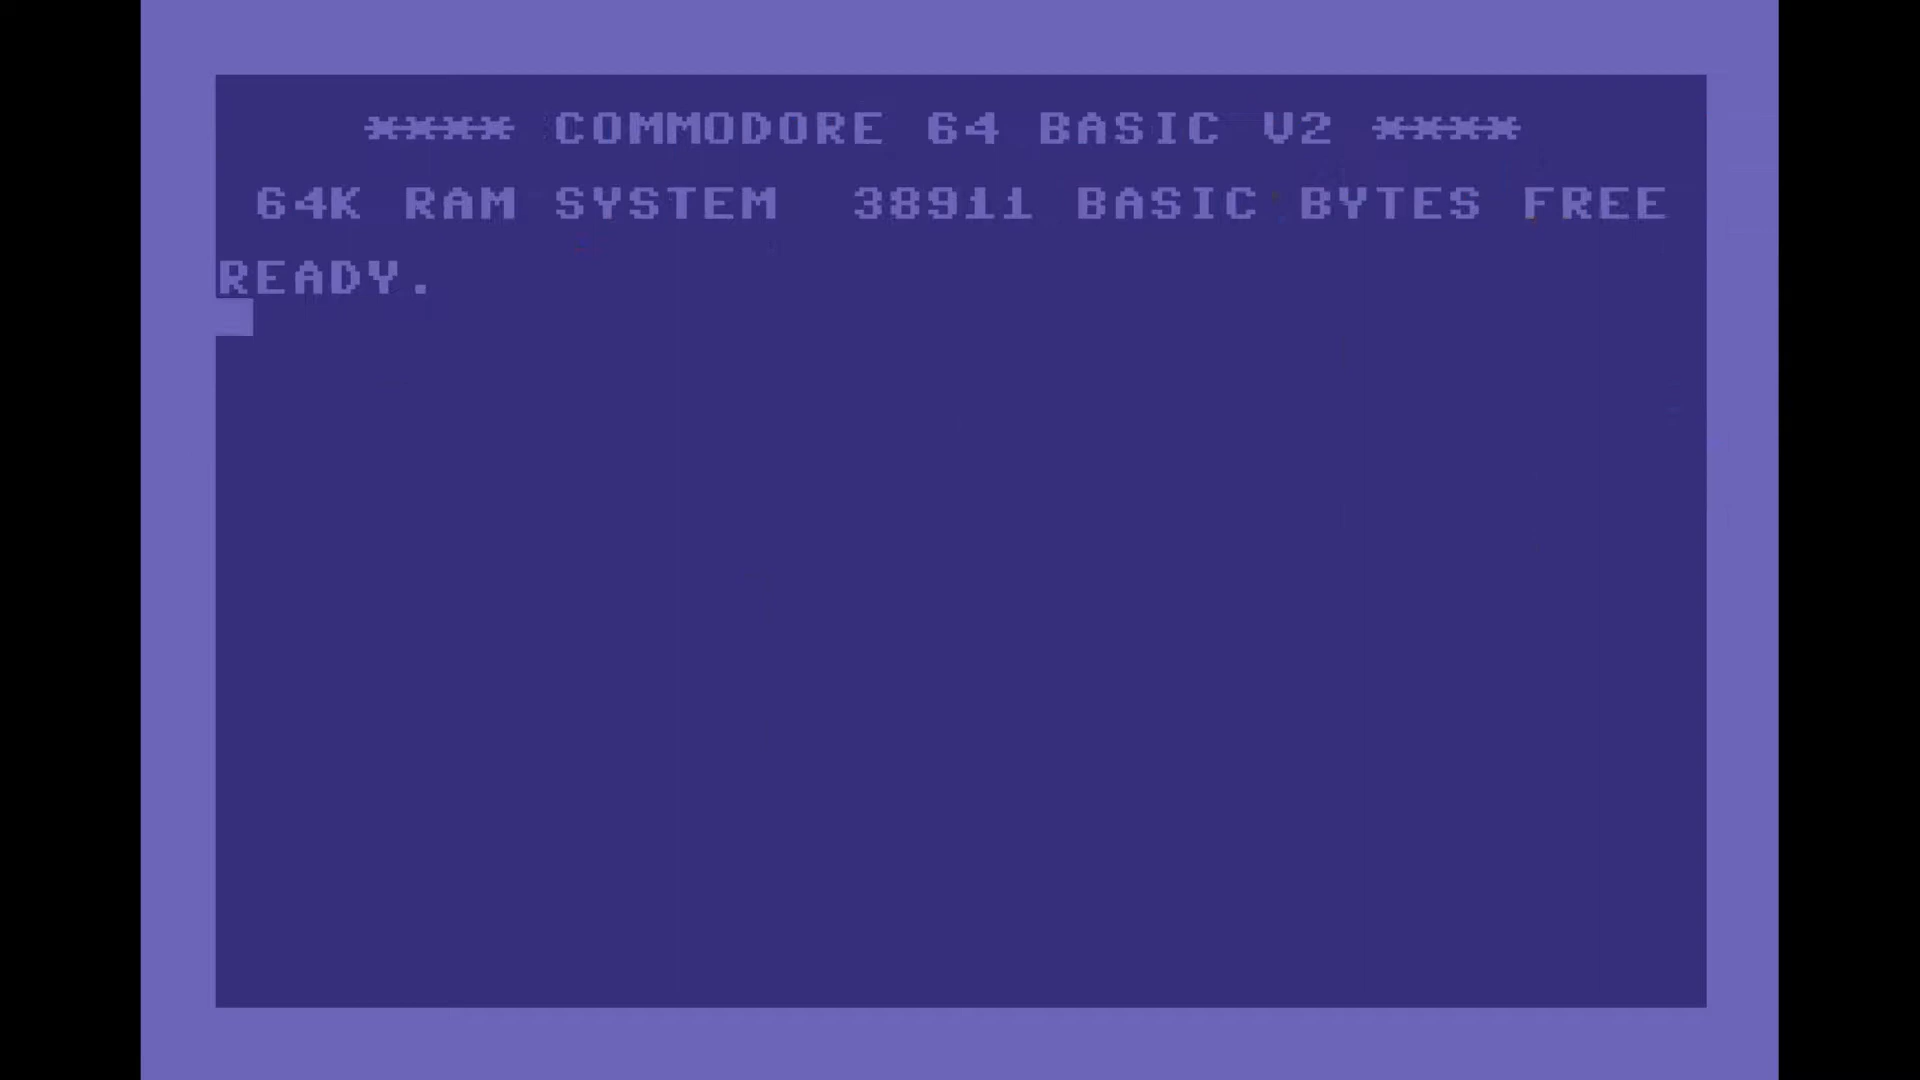 **** COMMODORE 64 BASIC V2 ****
64K RAM SYSTEM  38911 BASIC BYTES FREE
READY.